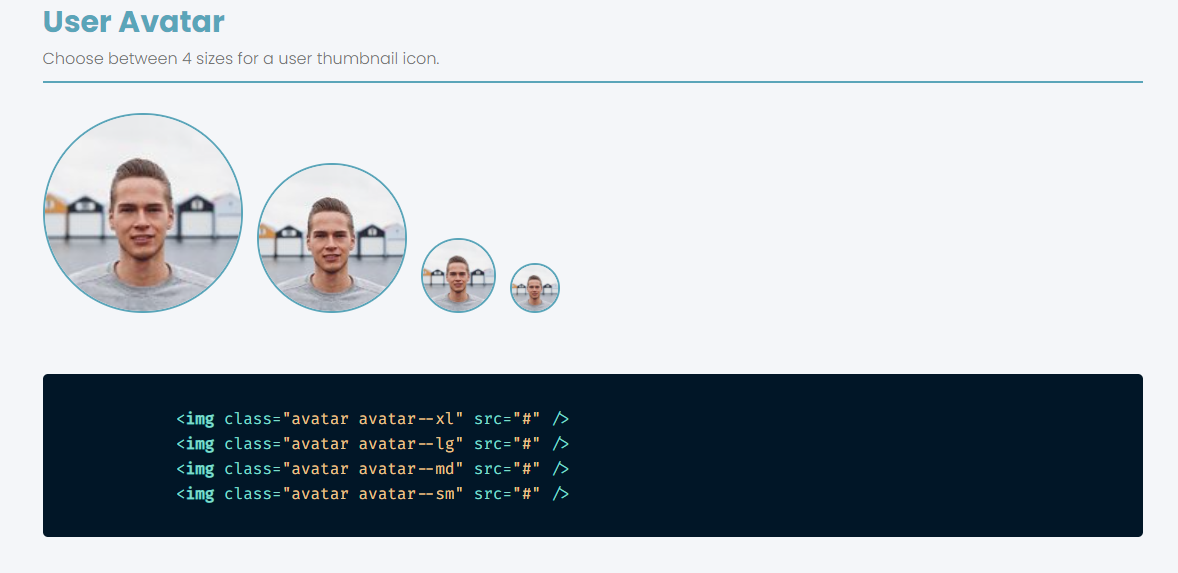 User Avatar
Choose between 4 sizes for a user thumbnail icon.
<img class="avatar avatar--xl" src="#" />
<img class="avatar avatar--lg" src="#" />
<img class="avatar avatar--md" src="#" />
<img class="avatar avatar--sm" src="#" />